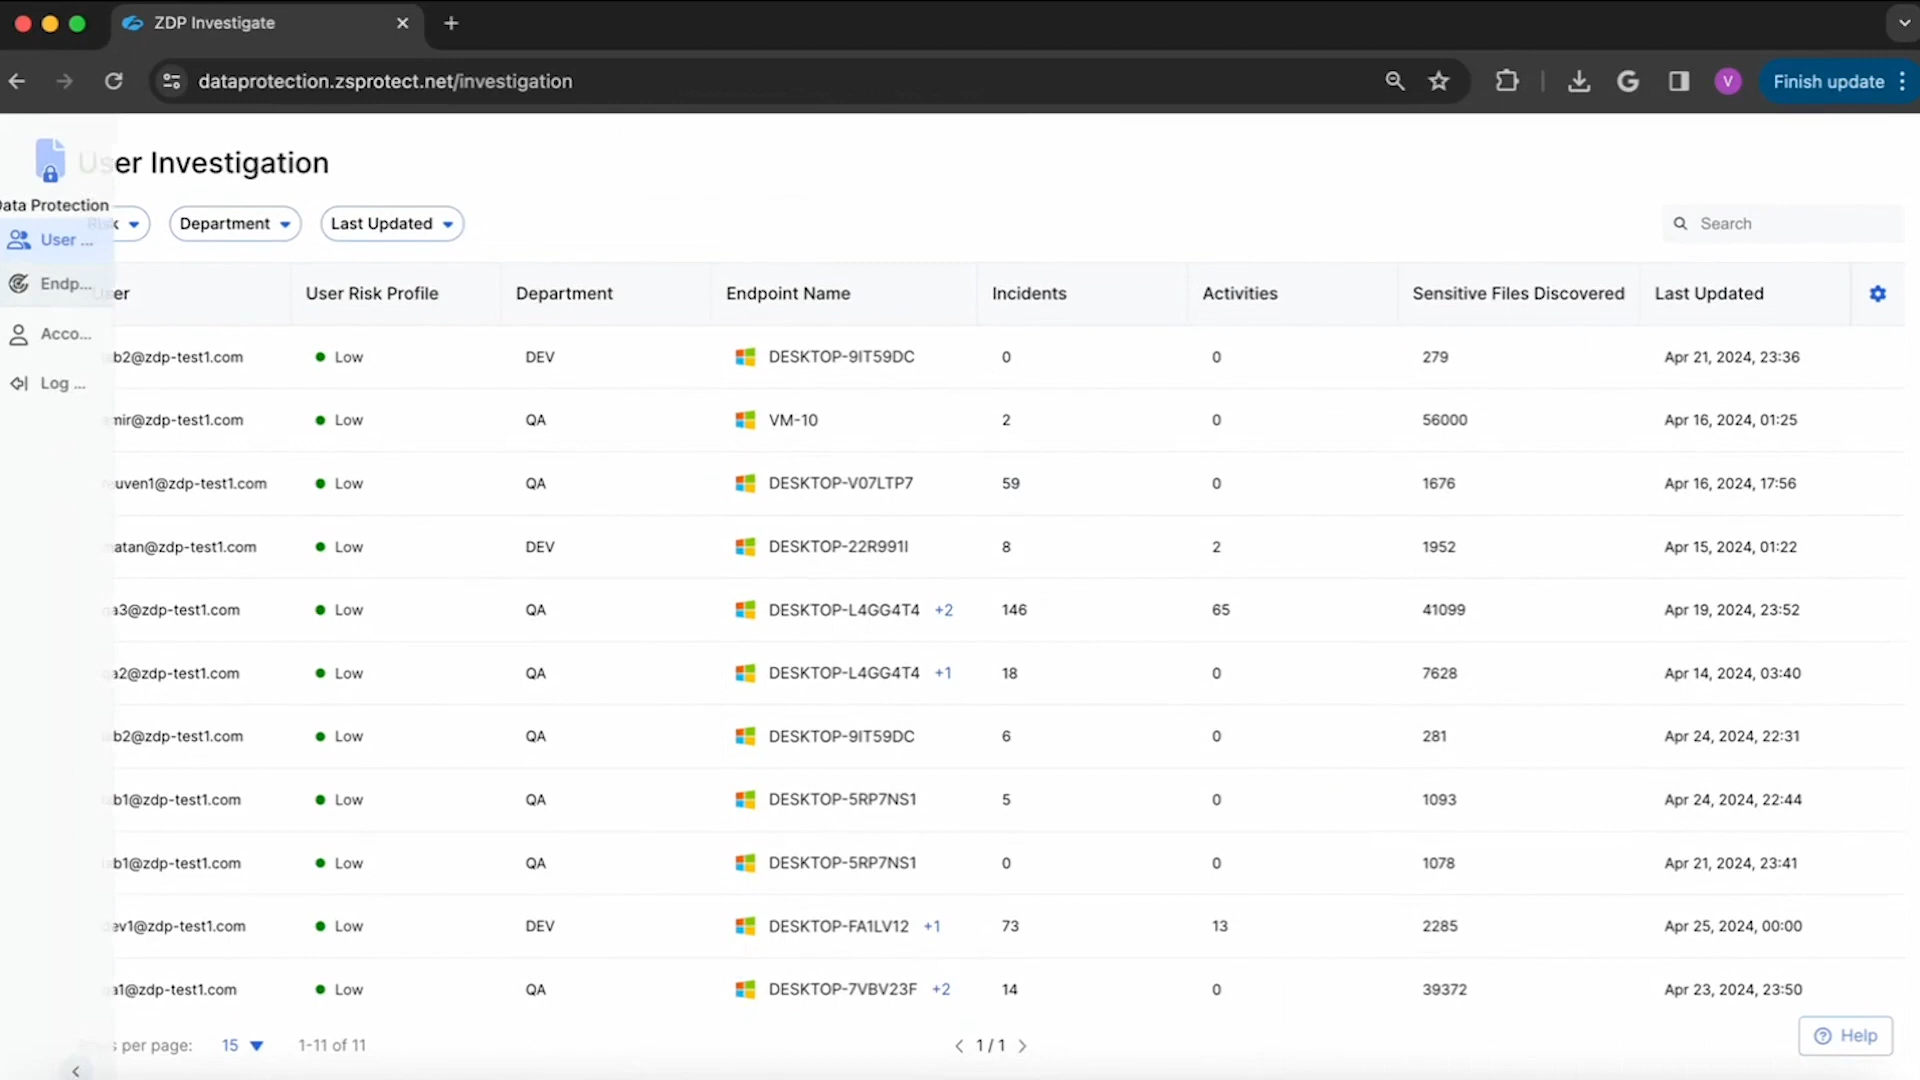 ZDP Investigate
dataprotection.zsprotect.net/investigation
V
Finish update
User Investigation
Data Protection
Risk Department Last Updated
Search
User ...
Endp...
Acco...
Log ...
User User Risk Profile Department Endpoint Name Incidents Activities Sensitive Files Discovered Last Updated
b2@zdp-test1.com Low DEV DESKTOP-9IT59DC 0 0 279 Apr 21, 2024, 23:36
mir@zdp-test1.com Low QA VM-10 2 0 56000 Apr 16, 2024, 01:25
euven1@zdp-test1.com Low QA DESKTOP-V07LTP7 59 0 1676 Apr 16, 2024, 17:56
atan@zdp-test1.com Low DEV DESKTOP-22R991I 8 2 1952 Apr 15, 2024, 01:22
a3@zdp-test1.com Low QA DESKTOP-L4GG4T4 +2 146 65 41099 Apr 19, 2024, 23:52
a2@zdp-test1.com Low QA DESKTOP-L4GG4T4 +1 18 0 7628 Apr 14, 2024, 03:40
b2@zdp-test1.com Low QA DESKTOP-9IT59DC 6 0 281 Apr 24, 2024, 22:31
b1@zdp-test1.com Low QA DESKTOP-5RP7NS1 5 0 1093 Apr 24, 2024, 22:44
b1@zdp-test1.com Low QA DESKTOP-5RP7NS1 0 0 1078 Apr 21, 2024, 23:41
ev1@zdp-test1.com Low DEV DESKTOP-FA1LV12 +1 73 13 2285 Apr 25, 2024, 00:00
a1@zdp-test1.com Low QA DESKTOP-7VBV23F +2 14 0 39372 Apr 23, 2024, 23:50
per page: 15 1-11 of 11 1 / 1
Help